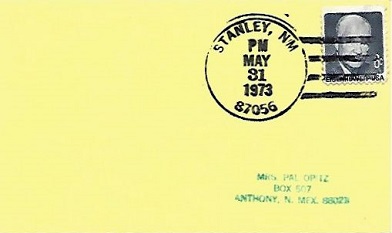 STANLEY, NM
PM
MAY
31
1973
87056
EISENHOWER·USA
MRS. PAL OPITZ
BOX 507
ANTHONY, N. MEX. 88021